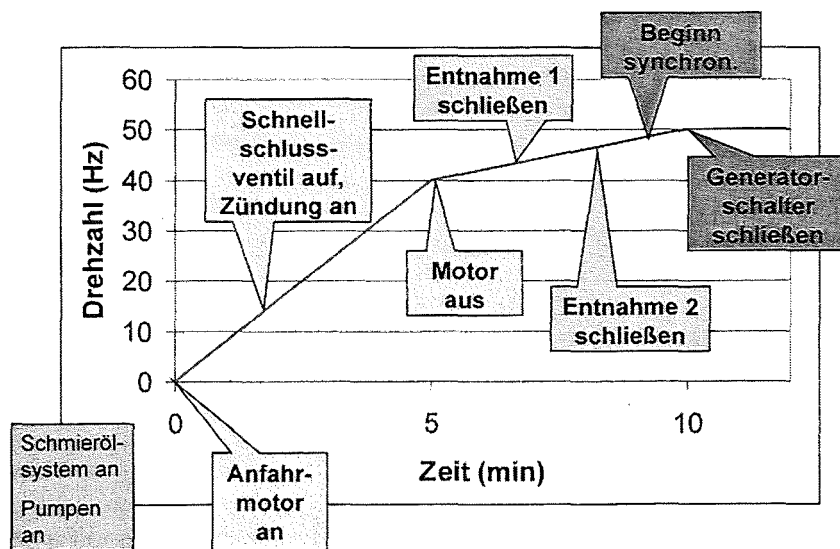 Beginn
synchron.
Entnahme 1
schließen
Schnell-
schluss-
ventil auf,
Zündung an
Generator-
schalter
schließen
Motor
aus
Entnahme 2
schließen
Drehzahl (Hz)
60
50
40
30
20
10
0
0
5
10
Zeit (min)
Schmieröl-
system an
Pumpen
an
Anfahr-
motor
an